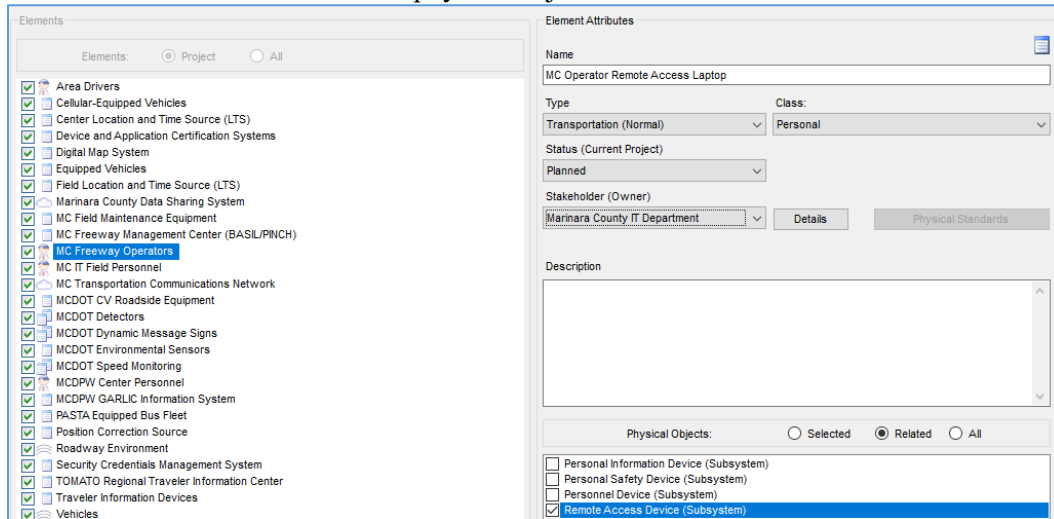 Elements
Elements: Project All
Area Drivers
Cellular-Equipped Vehicles
Center Location and Time Source (LTS)
Device and Application Certification Systems
Digital Map System
Equipped Vehicles
Field Location and Time Source (LTS)
Marinara County Data Sharing System
MC Field Maintenance Equipment
MC Freeway Management Center (BASIL/PINCH)
MC Freeway Operators
MC IT Field Personnel
MC Transportation Communications Network
MCDOT CV Roadside Equipment
MCDOT Detectors
MCDOT Dynamic Message Signs
MCDOT Environmental Sensors
MCDOT Speed Monitoring
MCDPW Center Personnel
MCDPW GARLIC Information System
PASTA Equipped Bus Fleet
Position Correction Source
Roadway Environment
Security Credentials Management System
TOMATO Regional Traveler Information Center
Traveler Information Devices
Vehicles
Element Attributes
Name
MC Operator Remote Access Laptop
Type Class:
Transportation (Normal) Personal
Status (Current Project)
Planned
Stakeholder (Owner)
Marinara County IT Department Details Physical Standards
Description
Physical Objects: Selected Related All
Personal Information Device (Subsystem)
Personal Safety Device (Subsystem)
Personnel Device (Subsystem)
Remote Access Device (Subsystem)